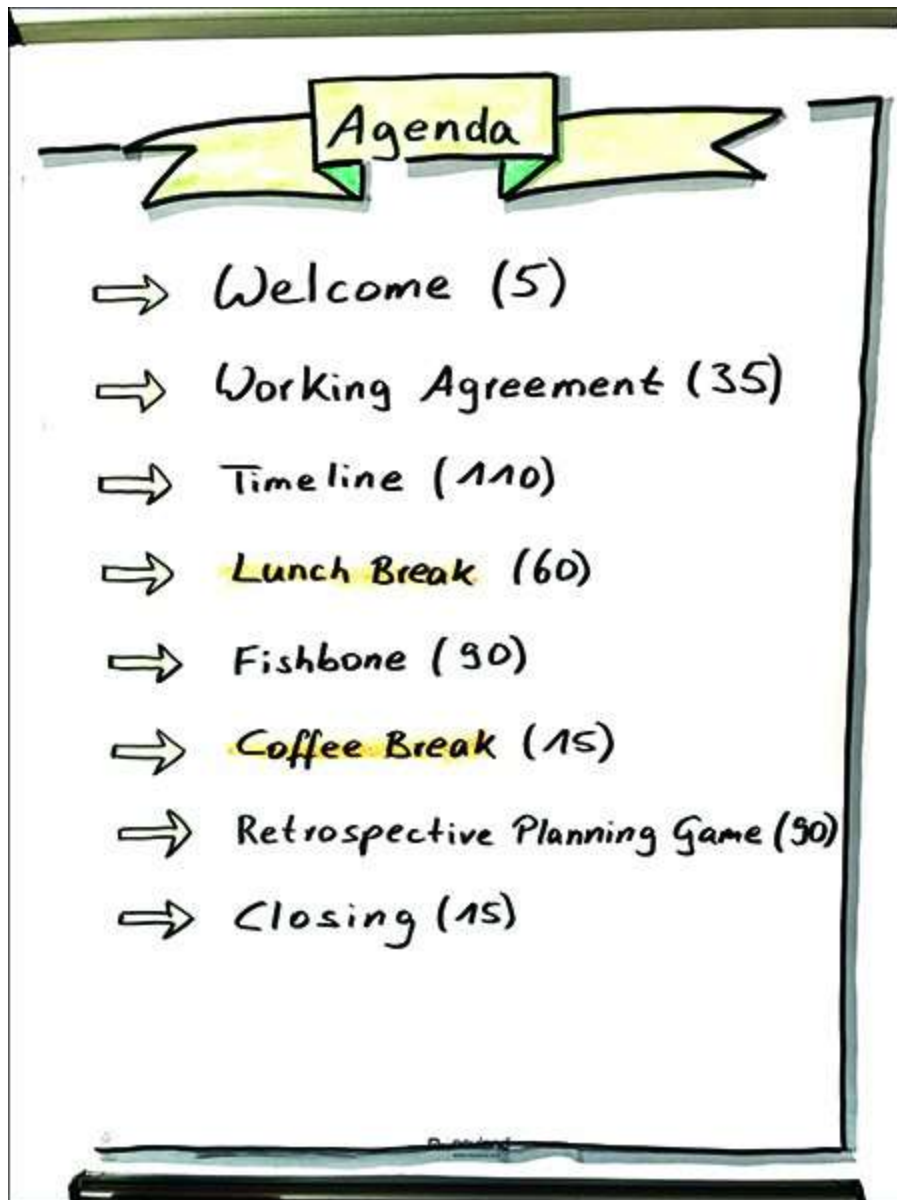 Agenda
Welcome (5)
Working Agreement (35)
Timeline (110)
Lunch Break (60)
Fishbone (90)
Coffee Break (15)
Retrospective Planning Game (90)
Closing (15)